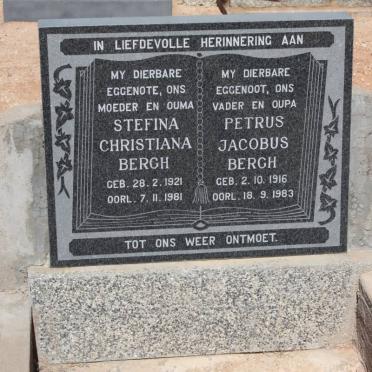 IN LIEFDEVOLLE HERINNERING AAN
MY DIERBARE
EGGENOTE, ONS
MOEDER EN OUMA
STEFINA
CHRISTIANA
BERGH
GEB. 28. 2. 1921
OORL. 7. 11. 1981
MY DIERBARE
EGGENOOT, ONS
VADER EN OUPA
PETRUS
JACOBUS
BERGH
GEB. 2. 10. 1916
OORL. 18. 9. 1983
TOT ONS WEER ONTMOET.